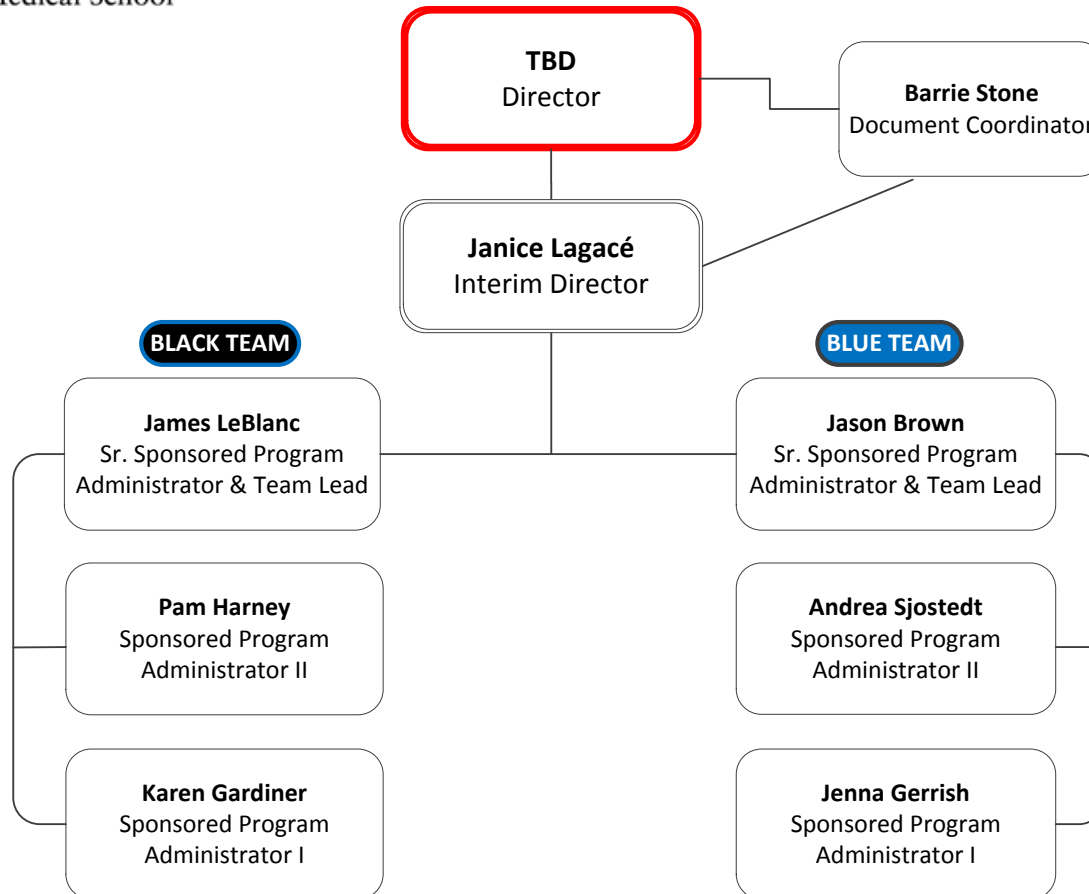 Medical School
TBD
Director
Barrie Stone
Document Coordinator
Janice Lagacé
Interim Director
BLACK TEAM
BLUE TEAM
James LeBlanc
Sr. Sponsored Program
Administrator & Team Lead
Jason Brown
Sr. Sponsored Program
Administrator & Team Lead
Pam Harney
Sponsored Program
Administrator II
Andrea Sjostedt
Sponsored Program
Administrator II
Karen Gardiner
Sponsored Program
Administrator I
Jenna Gerrish
Sponsored Program
Administrator I